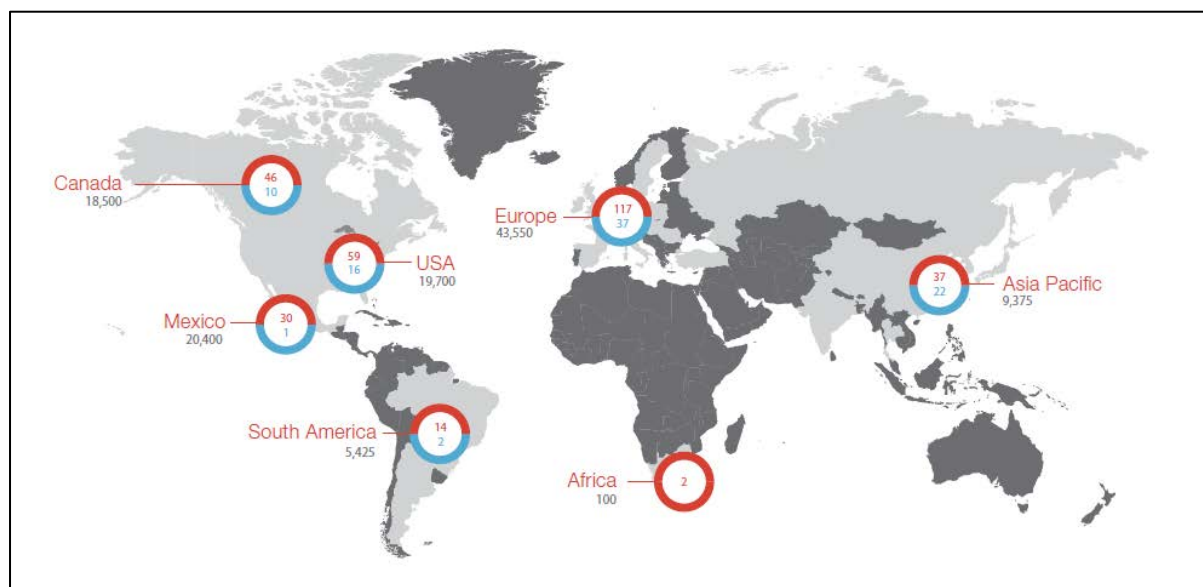 Canada
18,500
46
10
USA
19,700
59
16
Mexico
20,400
30
1
South America
5,425
14
2
Europe
43,550
117
37
Africa
100
2
Asia Pacific
9,375
37
22